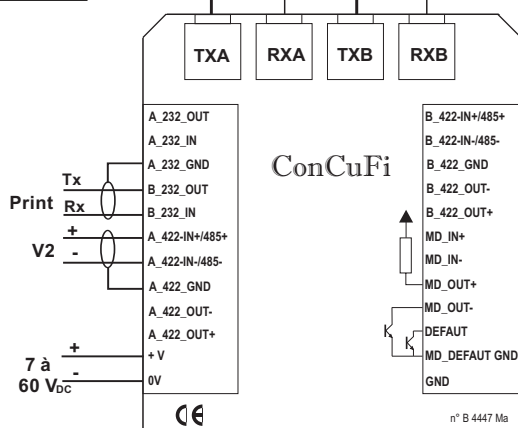 TXA RXA TXB RXB
A_232_OUT
A_232_IN
A_232_GND
B_232_OUT
B_232_IN
A_422-IN+/485+
A_422-IN-/485-
A_422_GND
A_422_OUT-
A_422_OUT+
+ V
0V
Print
Tx
Rx
V2
+
-
7 à
60 VDC
+
-
ConCuFi
B_422-IN+/485+
B_422-IN-/485-
B_422_GND
B_422_OUT-
B_422_OUT+
MD_IN+
MD_IN-
MD_OUT+
MD_OUT-
DEFAUT
MD_DEFAUT GND
GND
CE
n° B 4447 Ma